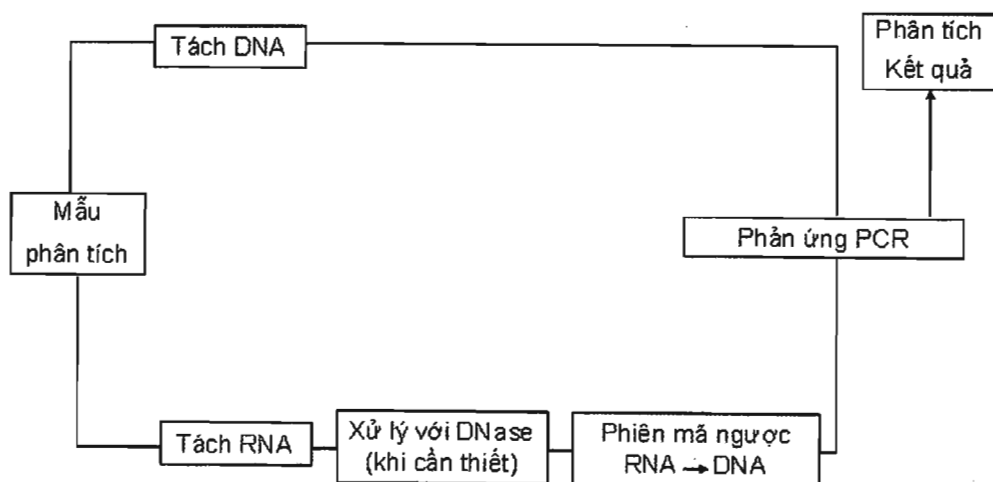 Tách DNA
Phân tích
Kết quả
Mẫu
phân tích
Phản ứng PCR
Tách RNA
Xử lý với DNase
(khi cần thiết)
Phiên mã ngược
RNA → DNA